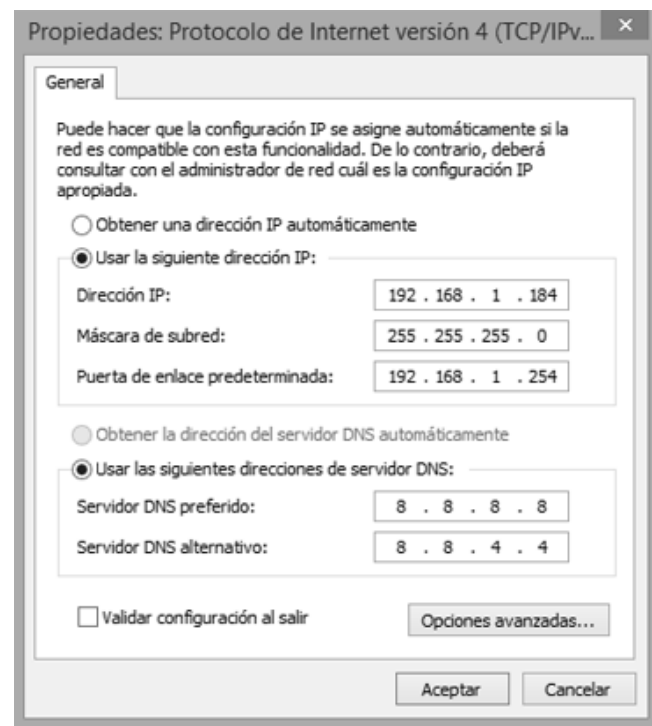 Propiedades: Protocolo de Internet versión 4 (TCP/IPv...
General
Puede hacer que la configuración IP se asigne automáticamente si la
red es compatible con esta funcionalidad. De lo contrario, deberá
consultar con el administrador de red cuál es la configuración IP
apropiada.
Obtener una dirección IP automáticamente
Usar la siguiente dirección IP:
Dirección IP: 192 . 168 . 1 . 184
Máscara de subred: 255 . 255 . 255 . 0
Puerta de enlace predeterminada: 192 . 168 . 1 . 254
Obtener la dirección del servidor DNS automáticamente
Usar las siguientes direcciones de servidor DNS:
Servidor DNS preferido: 8 . 8 . 8 . 8
Servidor DNS alternativo: 8 . 8 . 4 . 4
Validar configuración al salir Opciones avanzadas...
Aceptar Cancelar